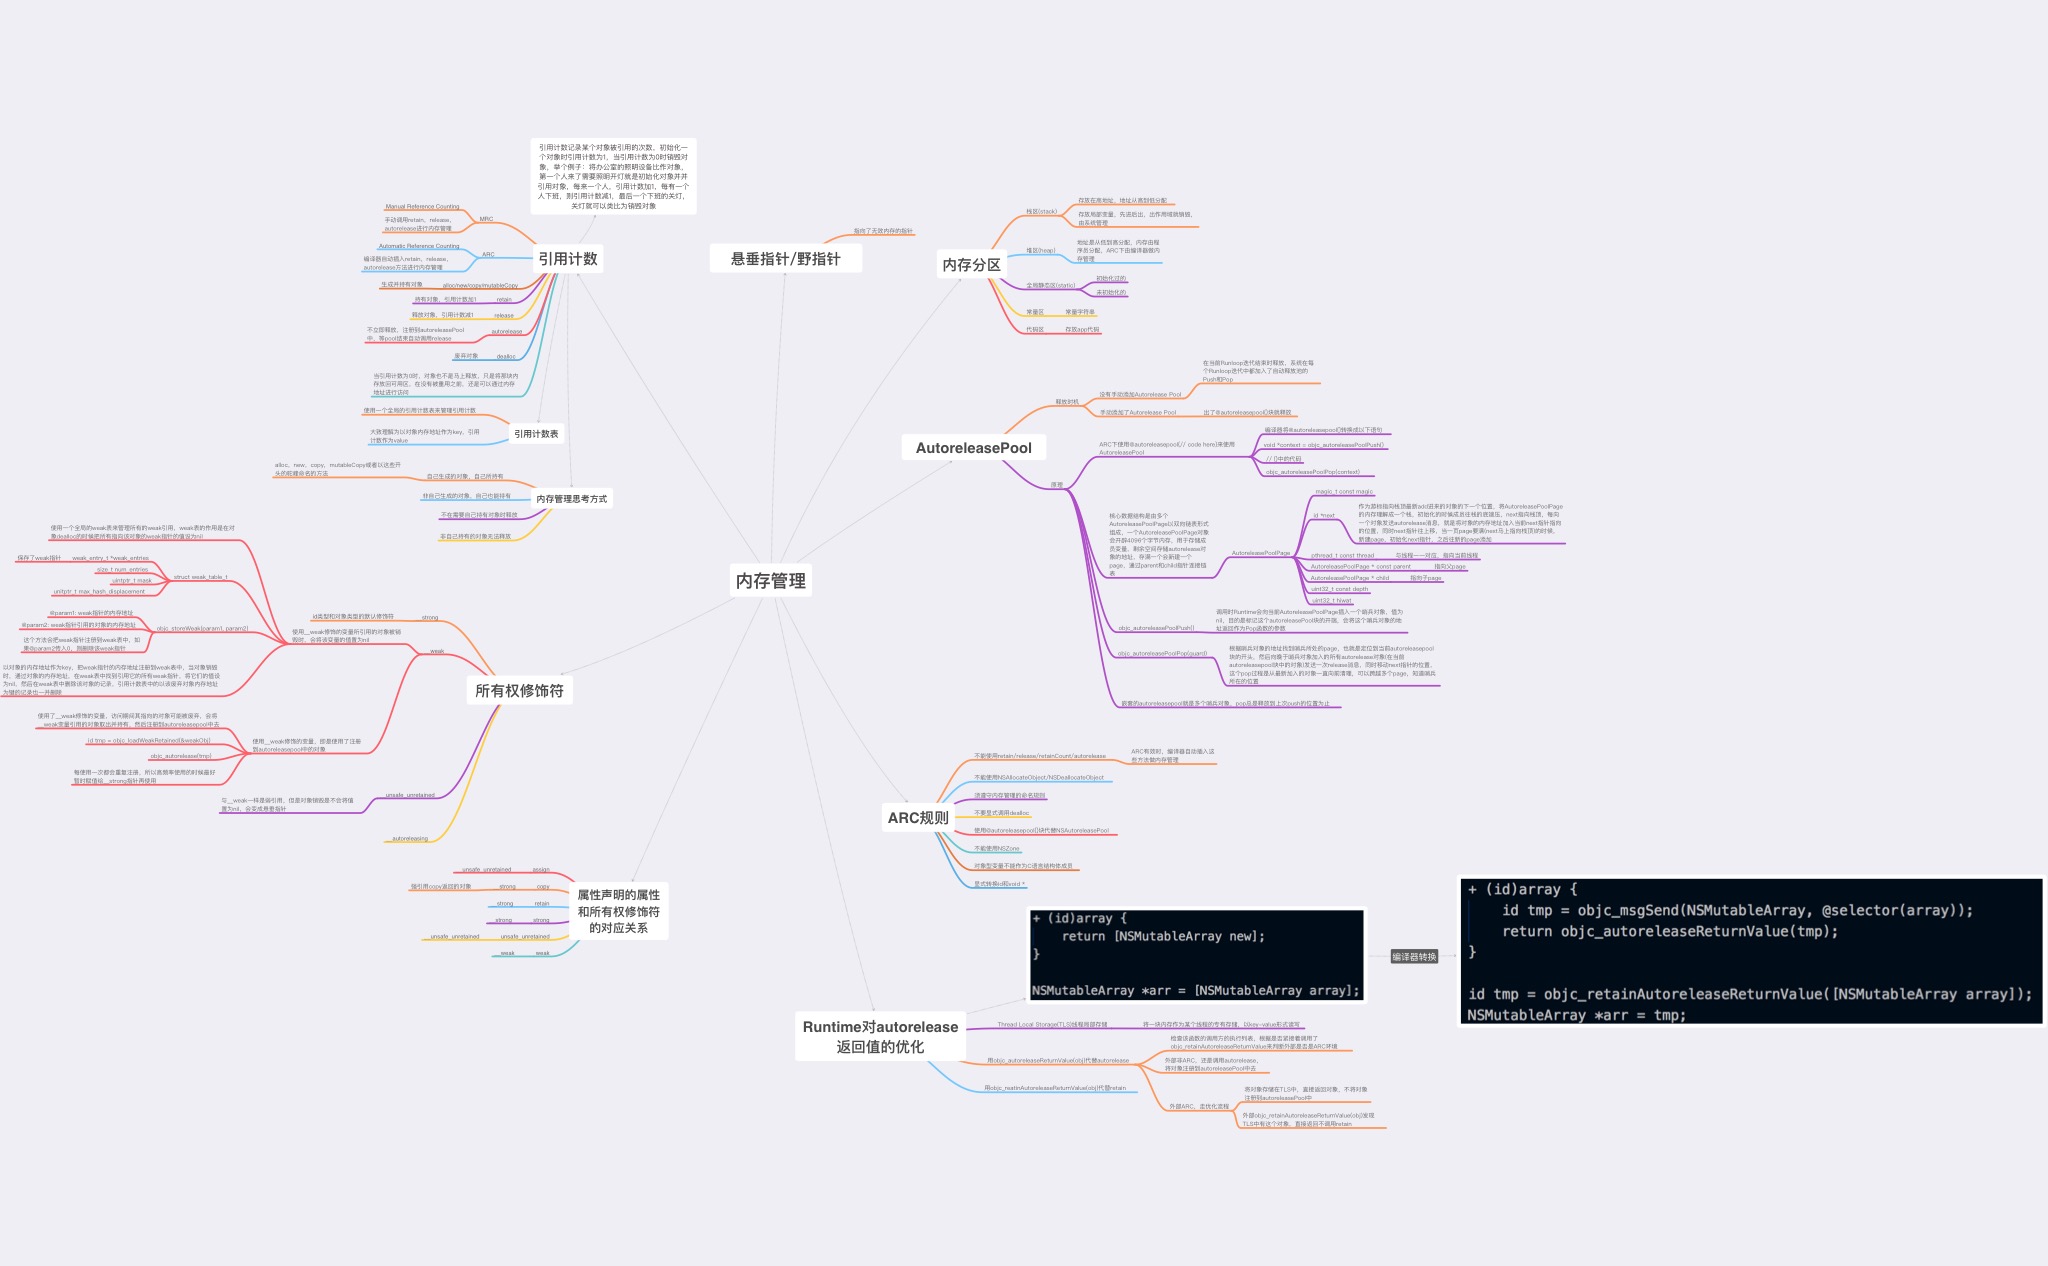 内存管理
引用计数
引用计数记录某个对象被引用的次数，初始化一
个对象时引用计数为1，当引用计数为0时销毁对
象，举个例子：将办公室的照明设备比作对象，
第一个人来了需要照明开灯就是初始化对象并并
引用对象，每来一个人，引用计数加1，每有一个
人下班，则引用计数减1，最后一个下班的关灯，
关灯就可以类比为销毁对象
MRC
Manual Reference Counting
手动调用retain、release、
autorelease进行内存管理
ARC
Automatic Reference Counting
编译器自动插入retain、release、
autorelease方法进行内存管理
生成并持有对象 alloc/new/copy/mutableCopy
持有对象，引用计数加1 retain
释放对象，引用计数减1 release
不立即释放，注册到autoreleasePool
中，等pool结束自动调用release
autorelease
废弃对象 dealloc
当引用计数为0时，对象也不是马上释放，只是将那块内
存放回可用区，在没有被重用之前，还是可以通过内存
地址进行访问
引用计数表
使用一个全局的引用计数表来管理引用计数
大致理解为以对象内存地址作为key，引用
计数作为value
内存管理思考方式
alloc、new、copy、mutableCopy或者以这些开
头的驼峰命名的方法
自己生成的对象，自己所持有
非自己生成的对象，自己也能持有
不在需要自己持有对象时释放
非自己持有的对象无法释放
悬垂指针/野指针
指向了无效内存的指针
内存分区
栈区(stack)
存放在高地址，地址从高到低分配
存放局部变量，先进后出，出作用域就销毁，
由系统管理
堆区(heap)
地址是从低到高分配，内存由程
序员分配，ARC下由编译器做内
存管理
全局静态区(static)
初始化过的
未初始化的
常量区 常量字符串
代码区 存放app代码
AutoreleasePool
释放时机
没有手动添加Autorelease Pool
在当前Runloop迭代结束时释放，系统在每
个Runloop迭代中都加入了自动释放池的
Push和Pop
手动添加了Autorelease Pool 出了@autoreleasepool{}块就释放
原理
ARC下使用@autoreleasepool{// code here}来使用
AutoreleasePool
编译器将@autoreleasepool{}转换成以下语句
void *context = objc_autoreleasePoolPush()
// {}中的代码
objc_autoreleasePoolPop(context)
核心数据结构是由多个
AutoreleasePoolPage以双向链表形式
组成，一个AutoreleasePoolPage对象
会开辟4096个字节内存，用于存储成
员变量，剩余空间存储autorelease对
象的地址，存满一个会新建一个
page，通过parent和child指针连接链
表
AutoreleasePoolPage
magic_t const magic
id *next
作为游标指向栈顶最新add进来的对象的下一个位置，将AutoreleasePoolPage
的内存理解成一个栈，初始化的时候成员往栈的底端压，next指向栈顶，每向
一个对象发送autorelease消息，就是将对象的内存地址加入当前next指针指向
的位置，同时next指针往上移，当一页page要满(next马上指向栈顶)的时候，
新建page，初始化next指针，之后往新的page添加
pthread_t const thread 与线程一一对应，指向当前线程
AutoreleasePoolPage * const parent 指向父page
AutoreleasePoolPage * child 指向子page
uint32_t const depth
uint32_t hiwat
objc_autoreleasePoolPush()
调用时Runtime会向当前AutoreleasePoolPage插入一个哨兵对象，值为
nil，目的是标记这个autoreleasePool块的开端，会将这个哨兵对象的地
址返回作为Pop函数的参数
objc_autoreleasePoolPop(guard)
根据哨兵对象的地址找到哨兵所处的page，也就是定位到当前autoreleasepool
块的开头，然后向晚于哨兵对象加入的所有autorelease对象(在当前
autoreleasepool块中的对象)发送一次release消息，同时移动next指针的位置，
这个pop过程是从最新加入的对象一直向前清理，可以跨越多个page，知道哨兵
所在的位置
嵌套的autoreleasepool就是多个哨兵对象，pop总是释放到上次push的位置为止
所有权修饰符
id类型和对象类型的默认修饰符 strong
weak
使用__weak修饰的变量所引用的对象被销
毁时，会将该变量的值置为nil
使用一个全局的weak表来管理所有的weak引用，weak表的作用是在对
象dealloc的时候把所有指向该对象的weak指针的值设为nil
struct weak_table_t
保存了weak指针 weak_entry_t *weak_entries
size_t num_entries
uintptr_t mask
unitptr_t max_hash_displacement
objc_storeWeak(param1, param2)
@param1: weak指针的内存地址
@param2: weak指针引用的对象的内存地址
这个方法会把weak指针注册到weak表中，如
果@param2传入0，则删除该weak指针
以对象的内存地址作为key，把weak指针的内存地址注册到weak表中，当对象销毁
时，通过对象的内存地址，在weak表中找到引用它的所有weak指针，将它们的值设
为nil，然后在weak表中删除该对象的记录，引用计数表中的以该废弃对象内存地址
为键的记录也一并删除
使用__weak修饰的变量，即是使用了注册
到autoreleasepool中的对象
使用了__weak修饰的变量，访问期间其指向的对象可能被废弃，会将
weak变量引用的对象取出并持有，然后注册到autoreleasepool中去
id tmp = objc_loadWeakRetained(&weakObj)
objc_autorelease(tmp)
每使用一次都会重复注册，所以高频率使用的时候最好
暂时赋值给__strong指针再使用
unsafe_unretained
与__weak一样是弱引用，但是对象销毁是不会将值
置为nil，会变成悬垂指针
autoreleasing
属性声明的属性
和所有权修饰符
的对应关系
unsafe_unretained assign
强引用copy返回的对象 strong copy
strong retain
strong strong
unsafe_unretained unsafe_unretained
weak weak
ARC规则
不能使用retain/release/retainCount/autorelease
ARC有效时，编译器自动插入这
些方法做内存管理
不能使用NSAllocateObject/NSDeallocateObject
须遵守内存管理的命名规则
不要显式调用dealloc
使用@autoreleasepool{}块代替NSAutoreleasePool
不能使用NSZone
对象型变量不能作为C语言结构体成员
显式转换id和void *
Runtime对autorelease
返回值的优化
+ (id)array {
return [NSMutableArray new];
}
NSMutableArray *arr = [NSMutableArray array];
编译器转换
+ (id)array {
id tmp = objc_msgSend(NSMutableArray, @selector(array));
return objc_autoreleaseReturnValue(tmp);
}
id tmp = objc_retainAutoreleaseReturnValue([NSMutableArray array]);
NSMutableArray *arr = tmp;
Thread Local Storage(TLS)线程局部存储 将一块内存作为某个线程的专有存储，以key-value形式读写
用objc_autoreleaseReturnValue(obj)代替autorelease
检查该函数的调用方的执行列表，根据是否紧接着调用了
objc_retainAutoreleaseReturnValue来判断外部是否是ARC环境
外部非ARC，还是调用autorelease，
将对象注册到autoreleasePool中去
外部ARC，走优化流程
将对象存储在TLS中，直接返回对象，不将对象
注册到autoreleasePool中
外部objc_retainAutoreleaseReturnValue(obj)发现
TLS中有这个对象，直接返回不调用retain
用objc_reatinAutoreleaseReturnValue(obj)代替retain